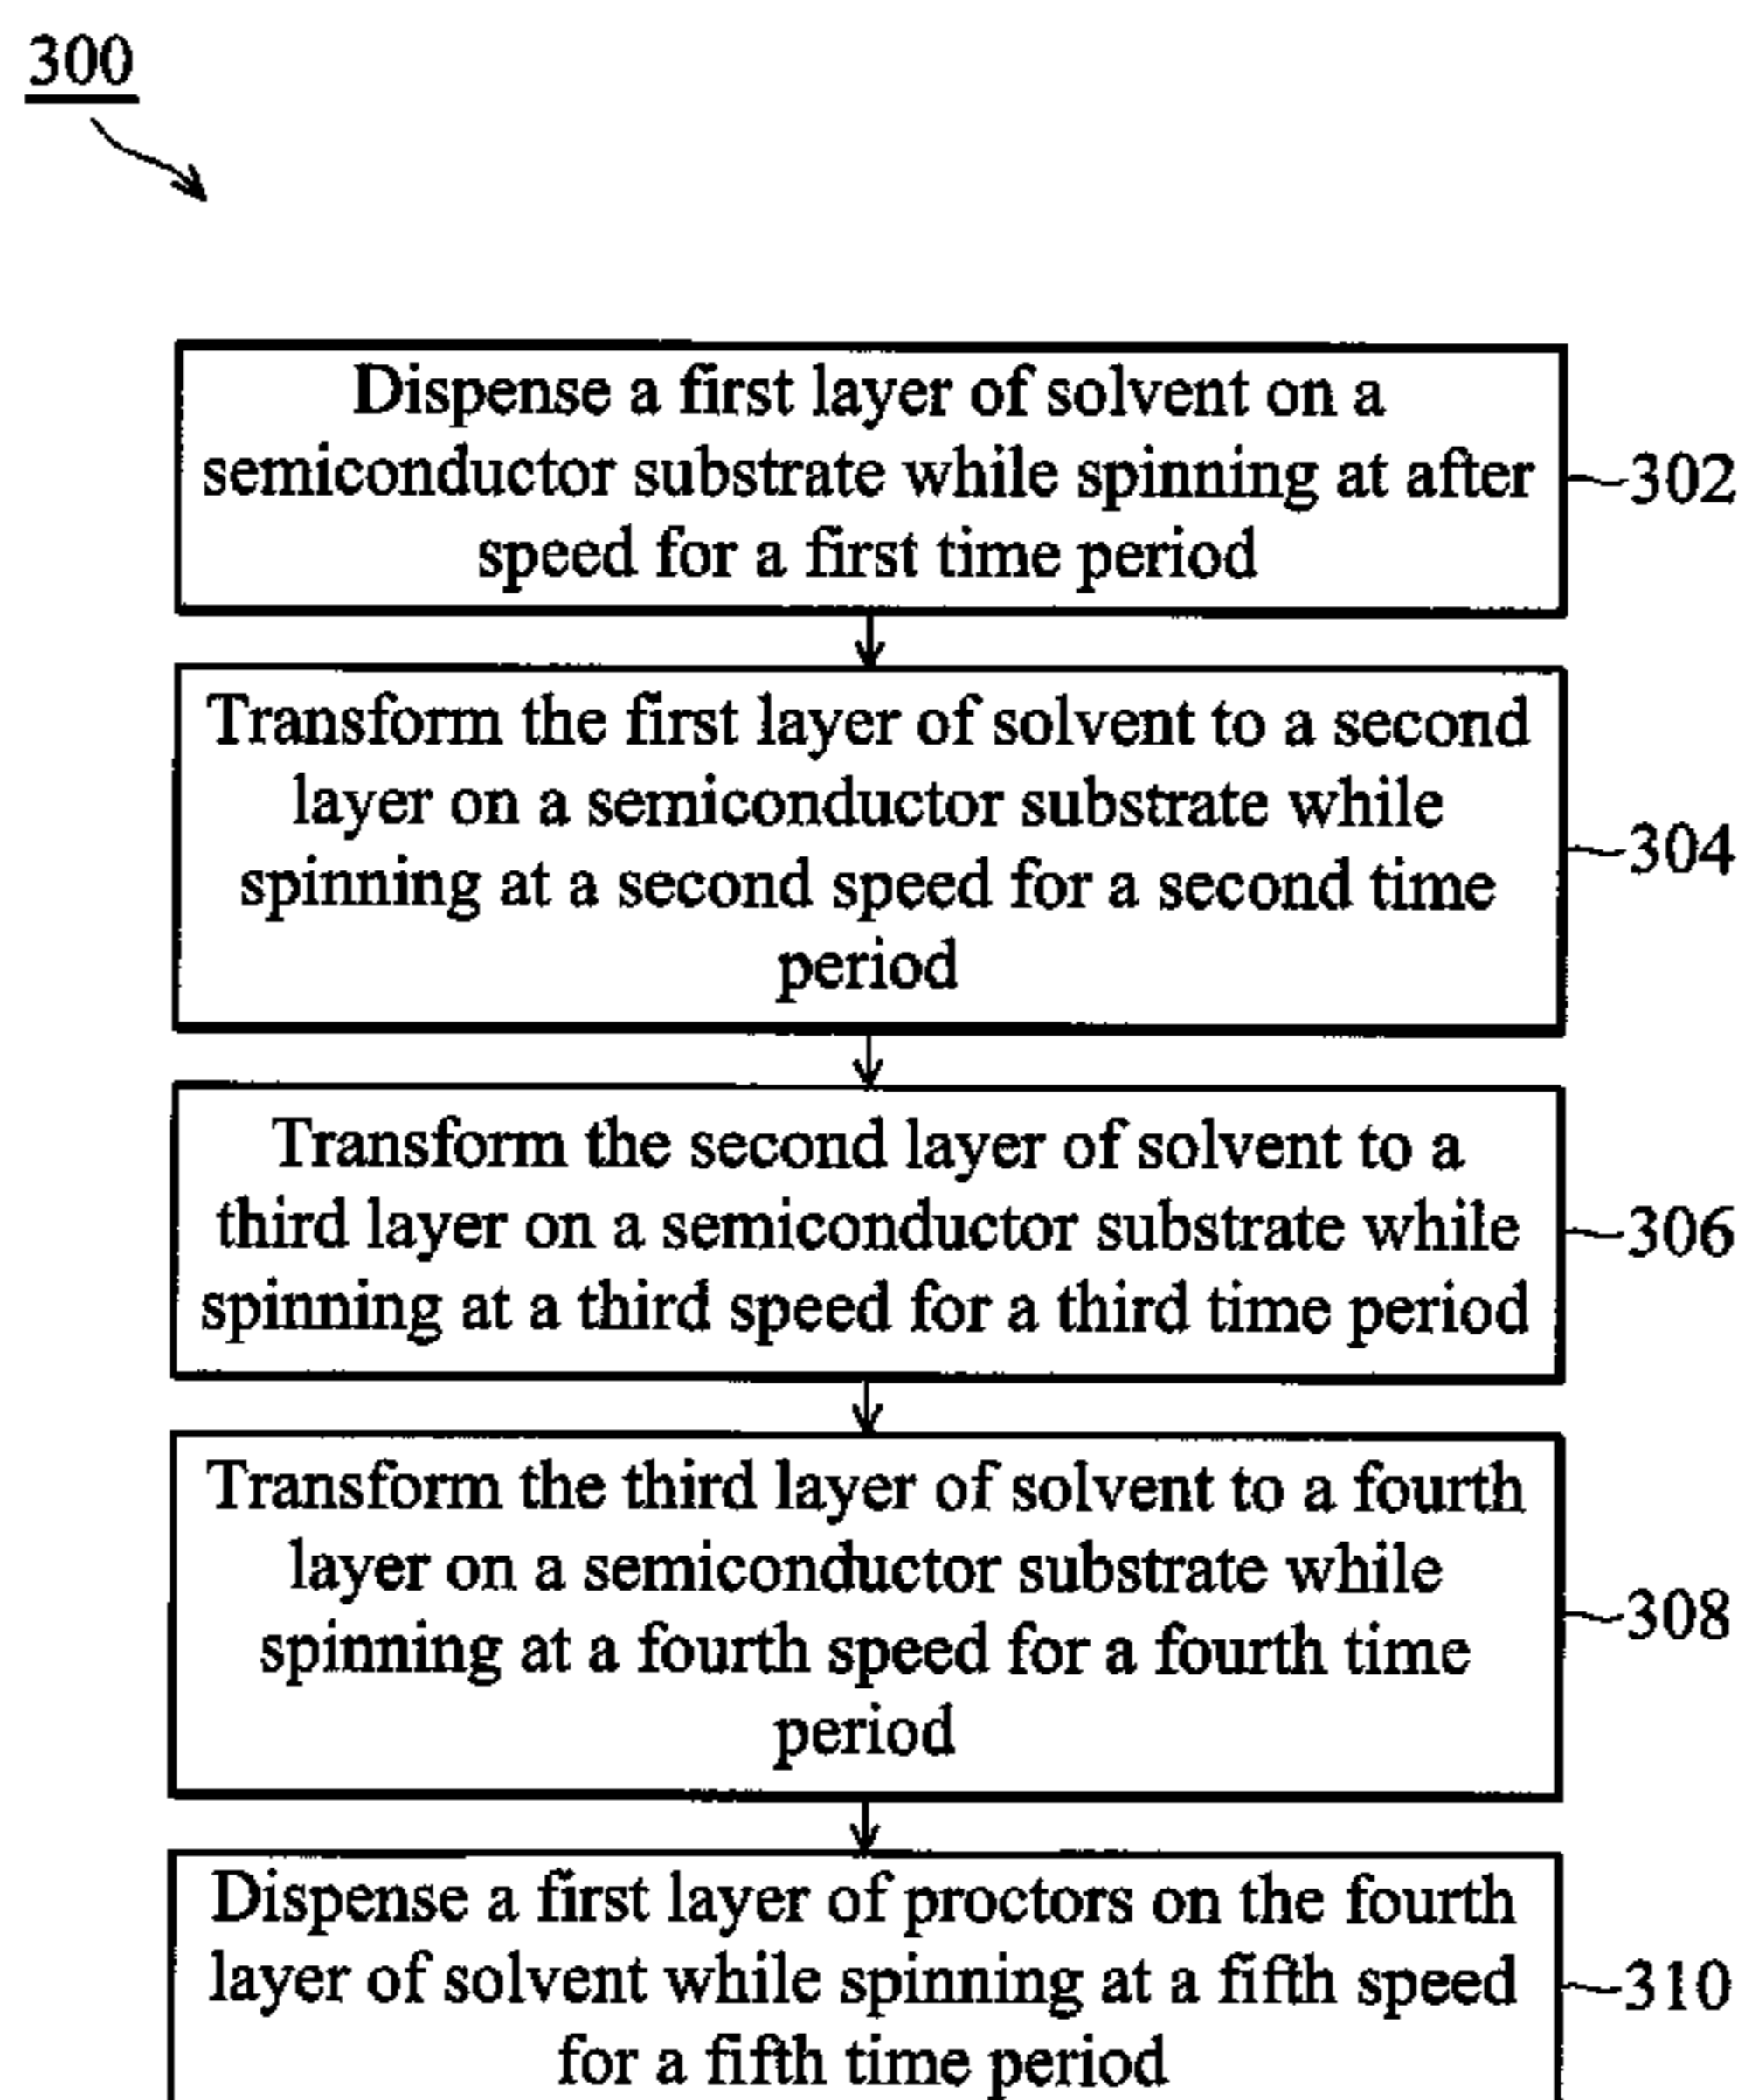 300
Dispense a first layer of solvent on a
semiconductor substrate while spinning at after
speed for a first time period
302
Transform the first layer of solvent to a second
layer on a semiconductor substrate while
spinning at a second speed for a second time
period
304
Transform the second layer of solvent to a
third layer on a semiconductor substrate while
spinning at a third speed for a third time period
306
Transform the third layer of solvent to a fourth
layer on a semiconductor substrate while
spinning at a fourth speed for a fourth time
period
308
Dispense a first layer of proctors on the fourth
layer of solvent while spinning at a fifth speed
for a fifth time period
310